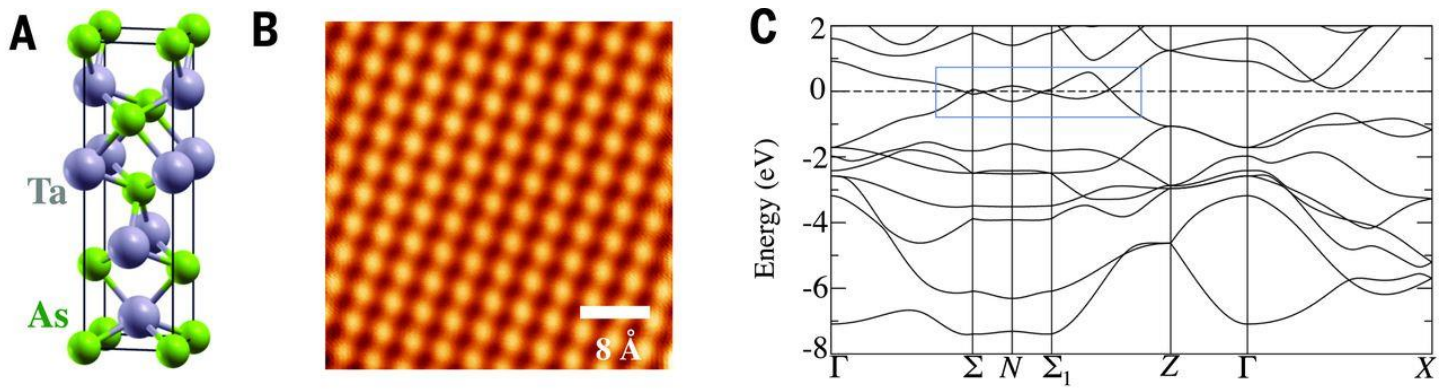 A
B
C
Ta
As
8 Å
2
0
-2
-4
-6
-8
Energy (eV)
Γ Σ N Σ₁ Z Γ X